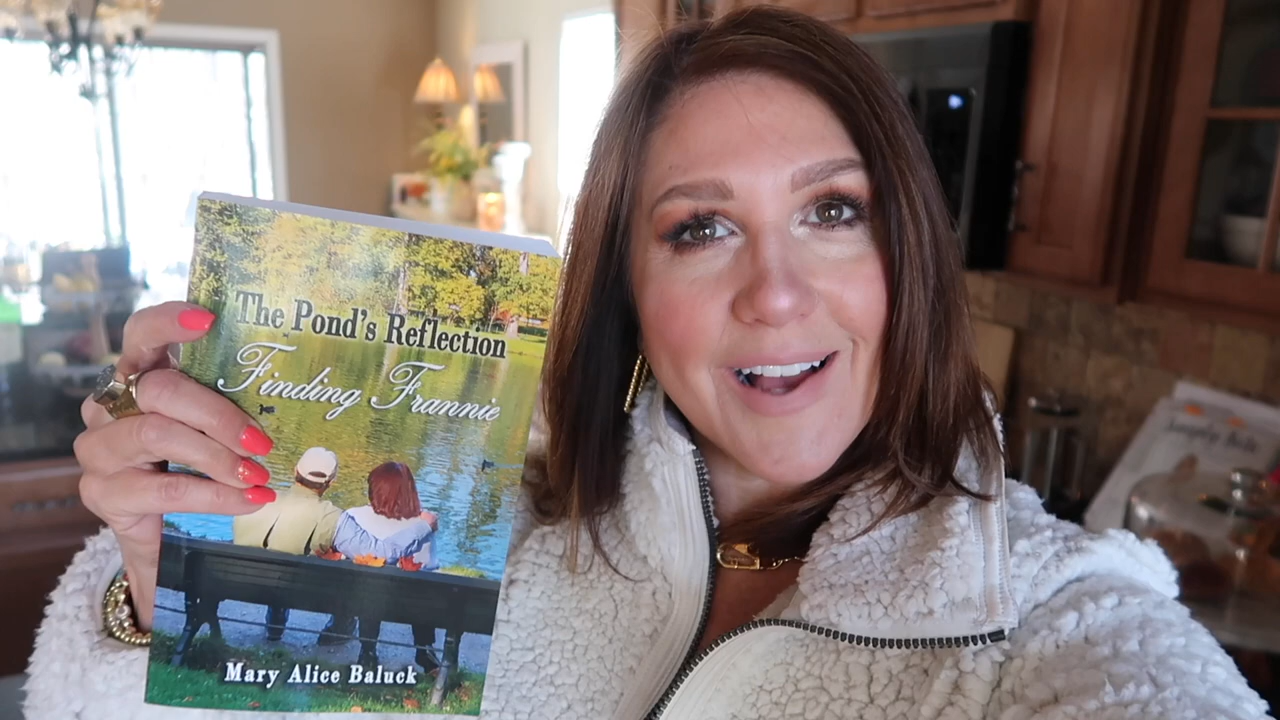 The Pond's Reflection
Finding Frannie
Mary Alice Baluck